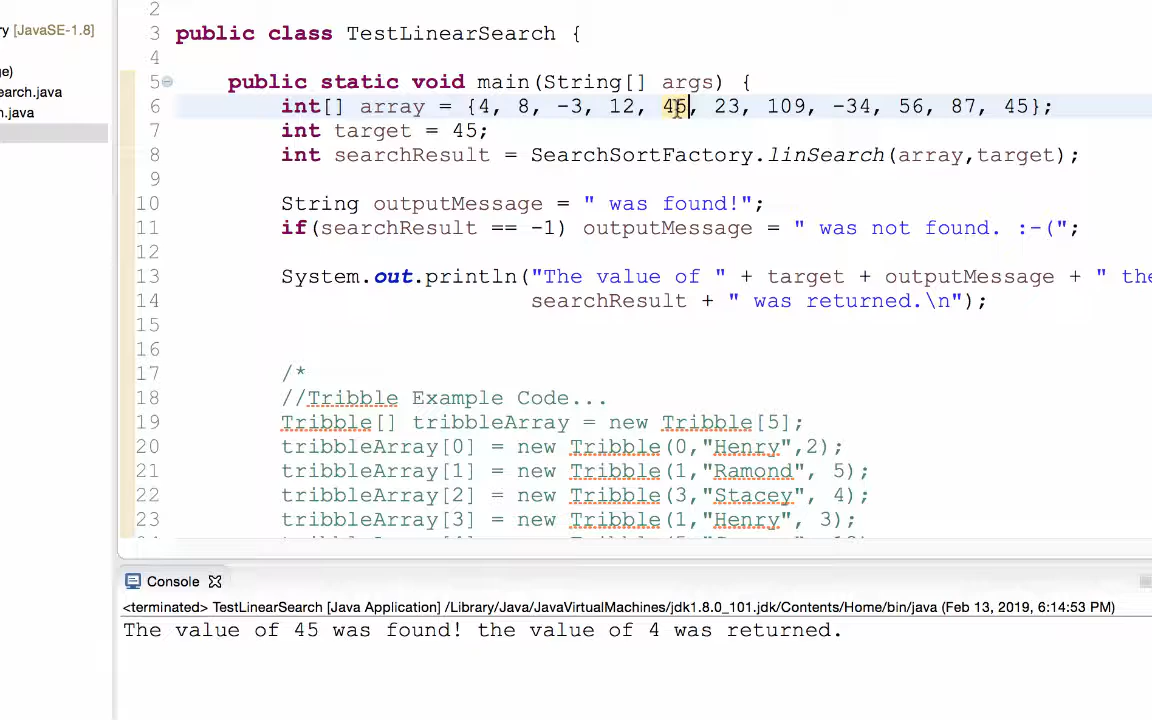 ry [JavaSE-1.8]
ge)
earch.java
n.java
2
3 public class TestLinearSearch {
4
5 public static void main(String[] args) {
6 int[] array = {4, 8, -3, 12, 45, 23, 109, -34, 56, 87, 45};
7 int target = 45;
8 int searchResult = SearchSortFactory.linSearch(array,target);
9
10 String outputMessage = " was found!";
11 if(searchResult == -1) outputMessage = " was not found. :-(";
12
13 System.out.println("The value of " + target + outputMessage + " the
14 searchResult + " was returned.\n");
15
16
17 /*
18 //Tribble Example Code...
19 Tribble[] tribbleArray = new Tribble[5];
20 tribbleArray[0] = new Tribble(0,"Henry",2);
21 tribbleArray[1] = new Tribble(1,"Ramond", 5);
22 tribbleArray[2] = new Tribble(3,"Stacey", 4);
23 tribbleArray[3] = new Tribble(1,"Henry", 3);
Console
<terminated> TestLinearSearch [Java Application] /Library/Java/JavaVirtualMachines/jdk1.8.0_101.jdk/Contents/Home/bin/java (Feb 13, 2019, 6:14:53 PM)
The value of 45 was found! the value of 4 was returned.